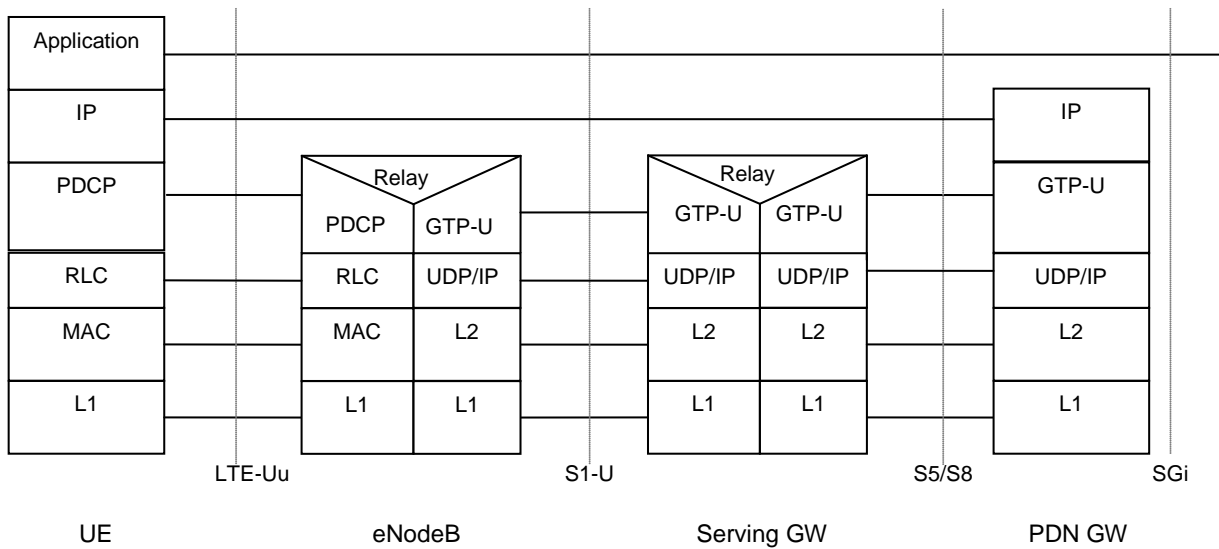 Application
IP
IP
PDCP
Relay
Relay
GTP-U
PDCP
GTP-U
GTP-U
GTP-U
RLC
RLC
UDP/IP
UDP/IP
UDP/IP
UDP/IP
MAC
MAC
L2
L2
L2
L2
L1
L1
L1
L1
L1
L1
LTE-Uu
S1-U
S5/S8
SGi
UE
eNodeB
Serving GW
PDN GW